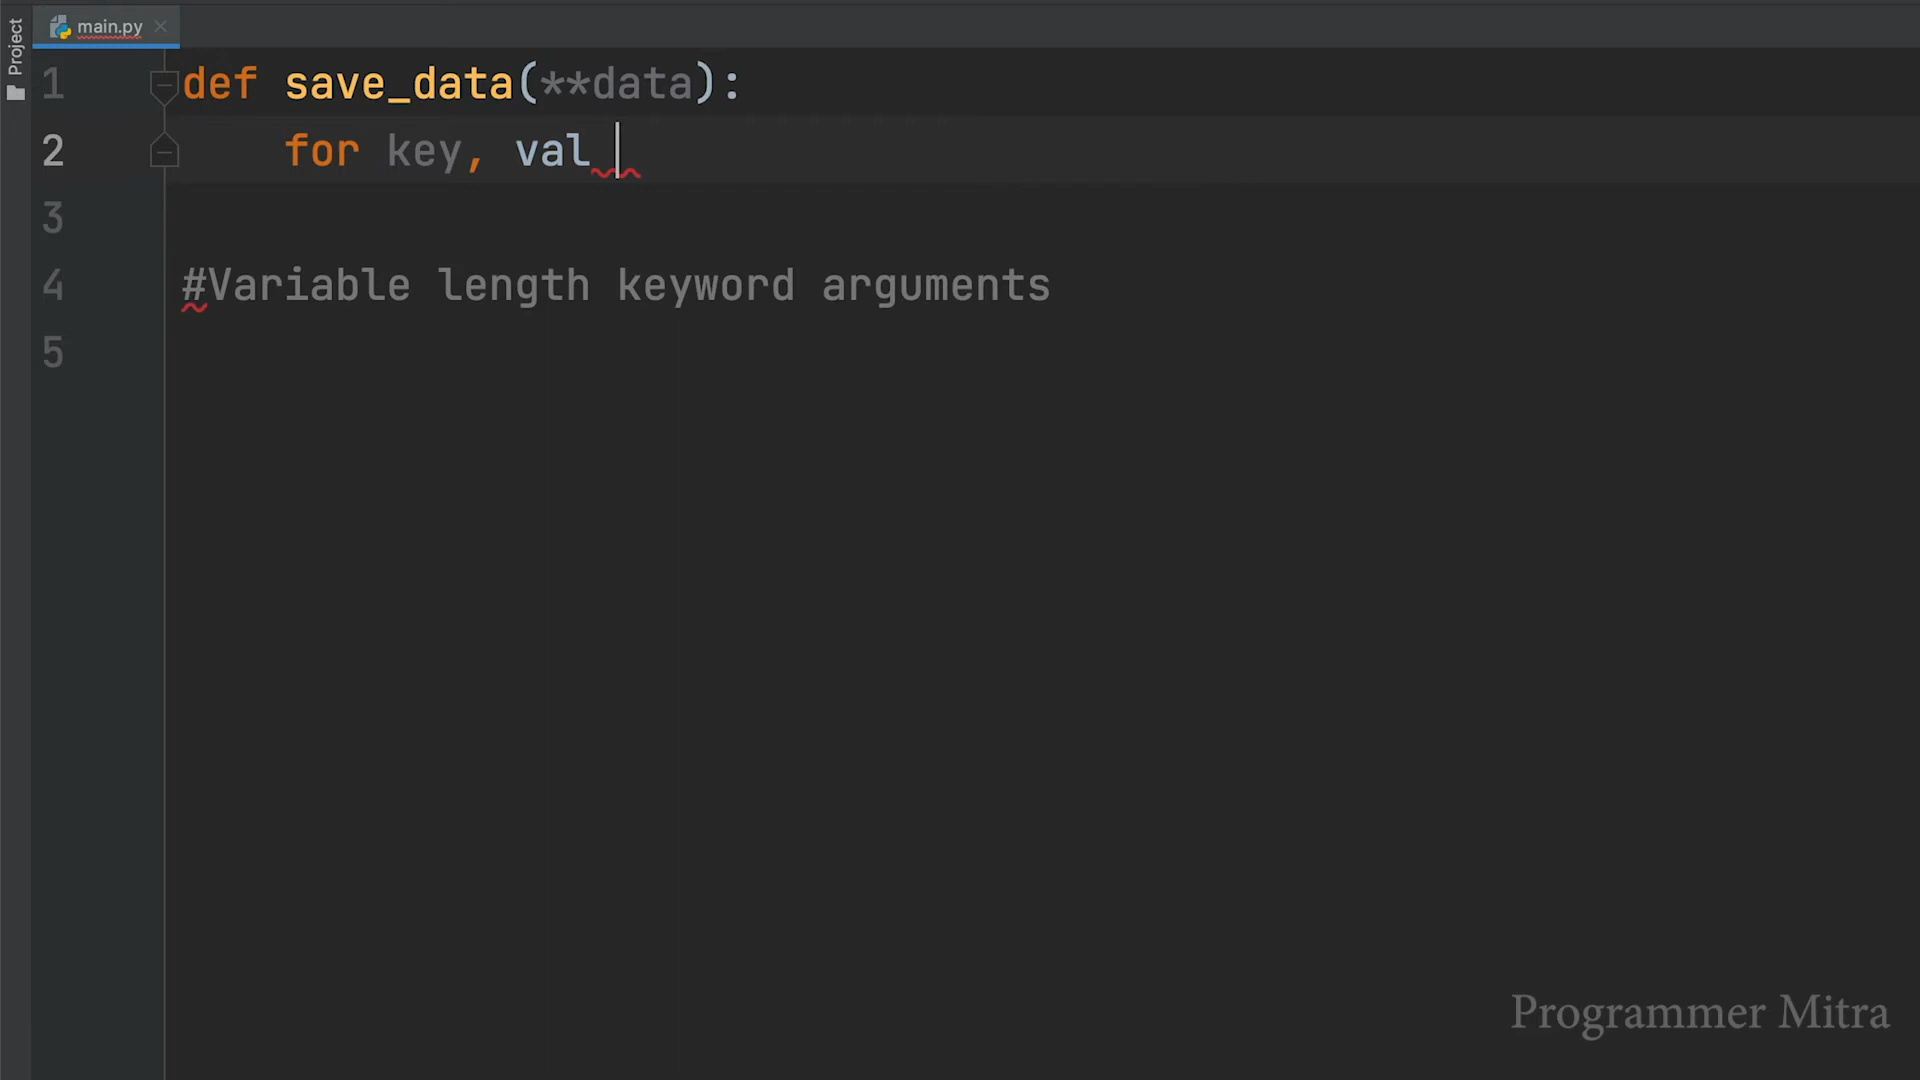 Project
main.py
1 def save_data(**data):
2 for key, val
3
4 #Variable length keyword arguments
5
Programmer Mitra